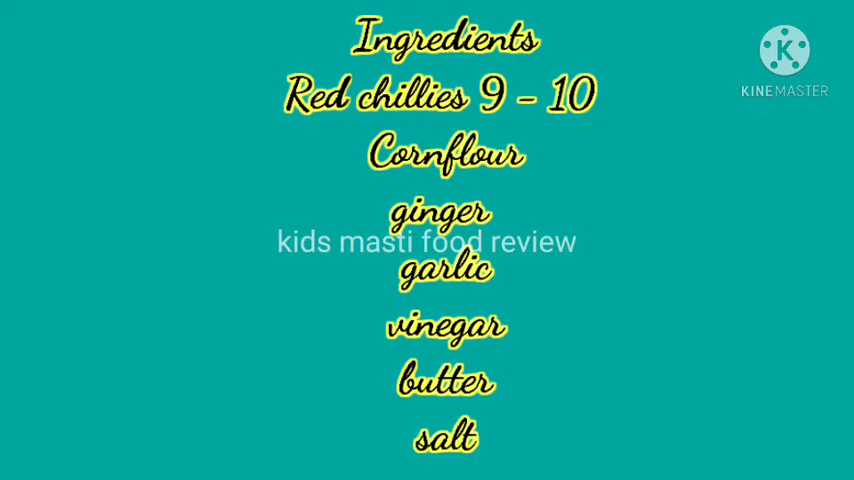 Ingredients
Red chillies 9 - 10
Cornflour
ginger
kids masti food review
garlic
vinegar
butter
salt
K
KINEMASTER